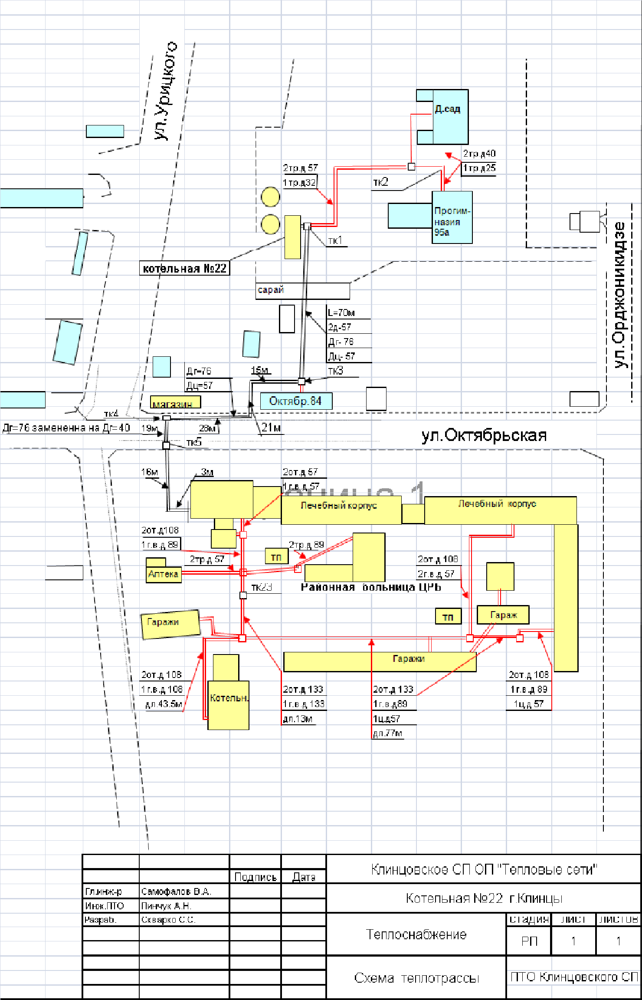 ул.Урицкого
Д.сад
2тр.д40
1тр.д25
2тр.д 57
1тр.д32
тк2
Прогим-
назия
95а
тк1
котельная №22
ул.Орджоникидзе
сарай
L=70м
2д-57
Дг- 76
Дц- 57
тк3
Дг=76
Дц=57
15м
магазин
Октябр.84
тк4
Дг=76 замененна на Дг=40
19м
28м
21м
ул.Октябрьская
тк5
16м
3м
2от.д 57
1г.в.д 57
Лечебный корпус
Лечебный корпус
2от.д108
1г.в.д 89
2тр.д 89
2тр.д 57
тп
2от.д 108
2г.в.д 57
Аптека
тк23
Районная больница ЦРБ
тп
Гараж
Гаражи
Гаражи
2от.д 108
1г.в.д 108
дл.43.5м
Котельн.
2от.д 133
1г.в.д 133
дл.13м
2от.д 133
1г.в.д89
1ц.д57
дл.77м
2от.д 108
1г.в.д 89
1ц.д 57
Клинцовское СП ОП "Тепловые сети"
Подпись Дата
Гл.инж-р Самофалов В.А.
Котельная №22 г.Клинцы
Инж.ПТО Пинчук А.Н.
Разраб. Скварко С.С.
стадия лист листов
Теплоснабжение
РП 1 1
Схема теплотрассы
ПТО Клинцовского СП